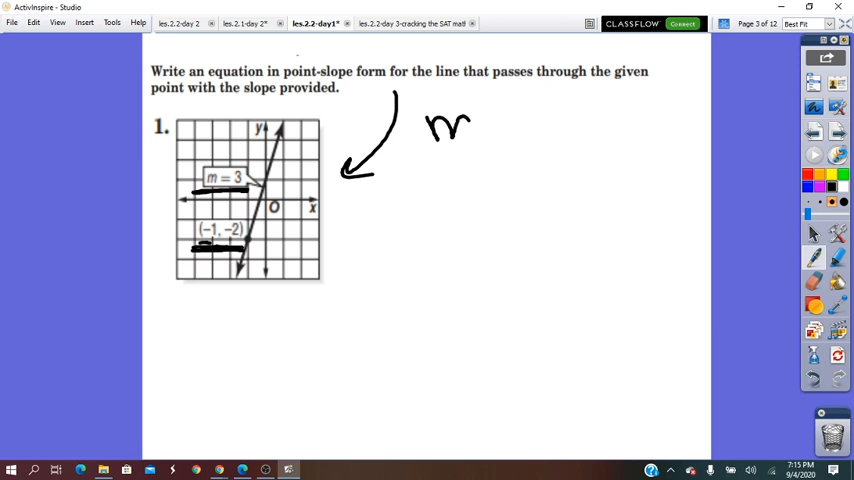 ActivInspire - Studio
File Edit View Insert Tools Help
les.2.2-day 2
les.2.1-day 2*
les.2.2-day1*
les.2.2-day 3-cracking the SAT mat
CLASSFLOW
Connect
Page 3 of 12
Best Fit
Write an equation in point-slope form for the line that passes through the given
point with the slope provided.
1.
y
m
m = 3
O
x
(−1, −2)
7:15 PM
9/4/2020